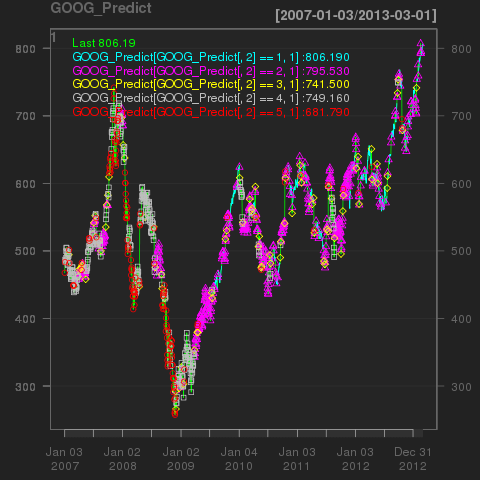 GOOG_Predict
[2007-01-03/2013-03-01]
Last 806.19
GOOG_Predict[GOOG_Predict[, 2] == 1, 1] :806.190
GOOG_Predict[GOOG_Predict[, 2] == 2, 1] :795.530
GOOG_Predict[GOOG_Predict[, 2] == 3, 1] :741.500
GOOG_Predict[GOOG_Predict[, 2] == 4, 1] :749.160
GOOG_Predict[GOOG_Predict[, 2] == 5, 1] :681.790
800 800
700 700
600 600
500 500
400 400
300 300
Jan 03 Jan 02 Jan 02 Jan 04 Jan 03 Jan 03 Dec 31
2007 2008 2009 2010 2011 2012 2012